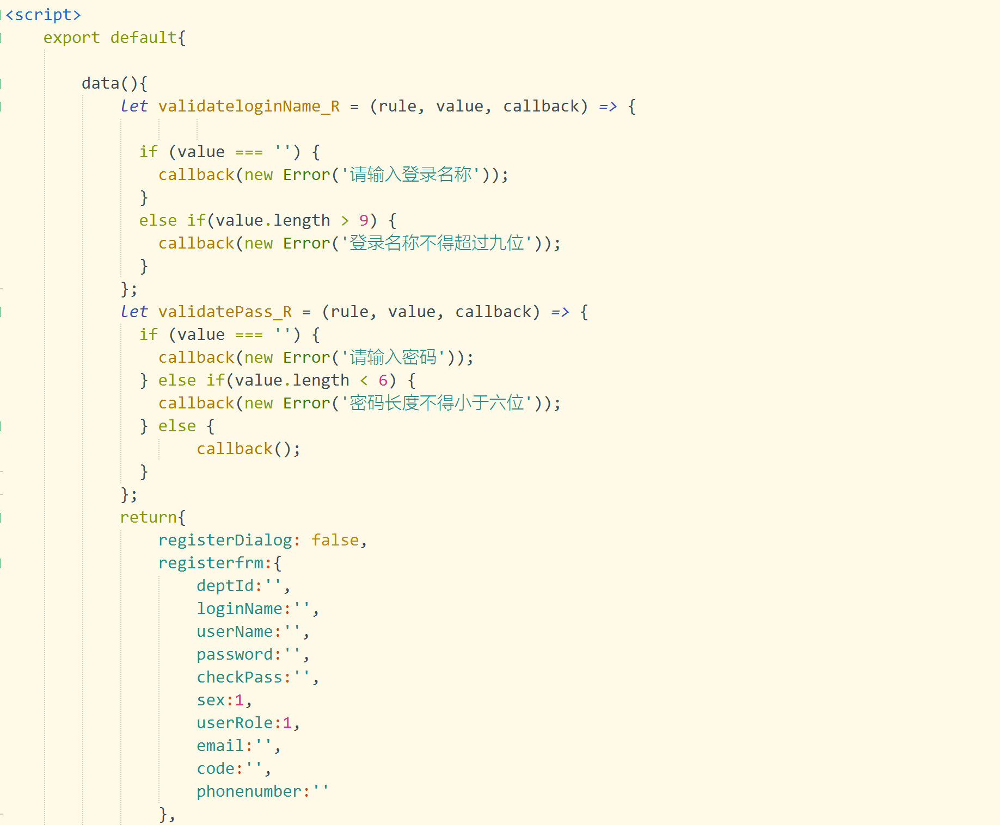 <script>
export default{
data(){
let validateloginName_R = (rule, value, callback) => {
if (value === '') {
callback(new Error('请输入登录名称'));
}
else if(value.length > 9) {
callback(new Error('登录名称不得超过九位'));
}
};
let validatePass_R = (rule, value, callback) => {
if (value === '') {
callback(new Error('请输入密码'));
} else if(value.length < 6) {
callback(new Error('密码长度不得小于六位'));
} else {
callback();
}
};
return{
registerDialog: false,
registerfrm:{
deptId:'',
loginName:'',
userName:'',
password:'',
checkPass:'',
sex:1,
userRole:1,
email:'',
code:'',
phonenumber:''
},